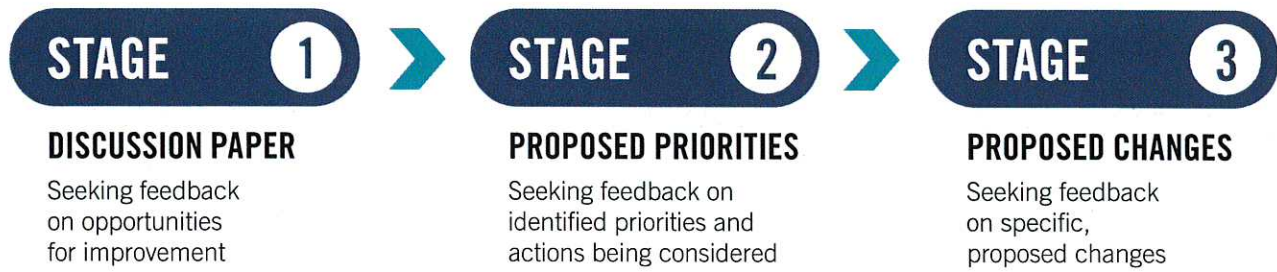 STAGE 1
DISCUSSION PAPER
Seeking feedback
on opportunities
for improvement
STAGE 2
PROPOSED PRIORITIES
Seeking feedback on
identified priorities and
actions being considered
STAGE 3
PROPOSED CHANGES
Seeking feedback
on specific,
proposed changes